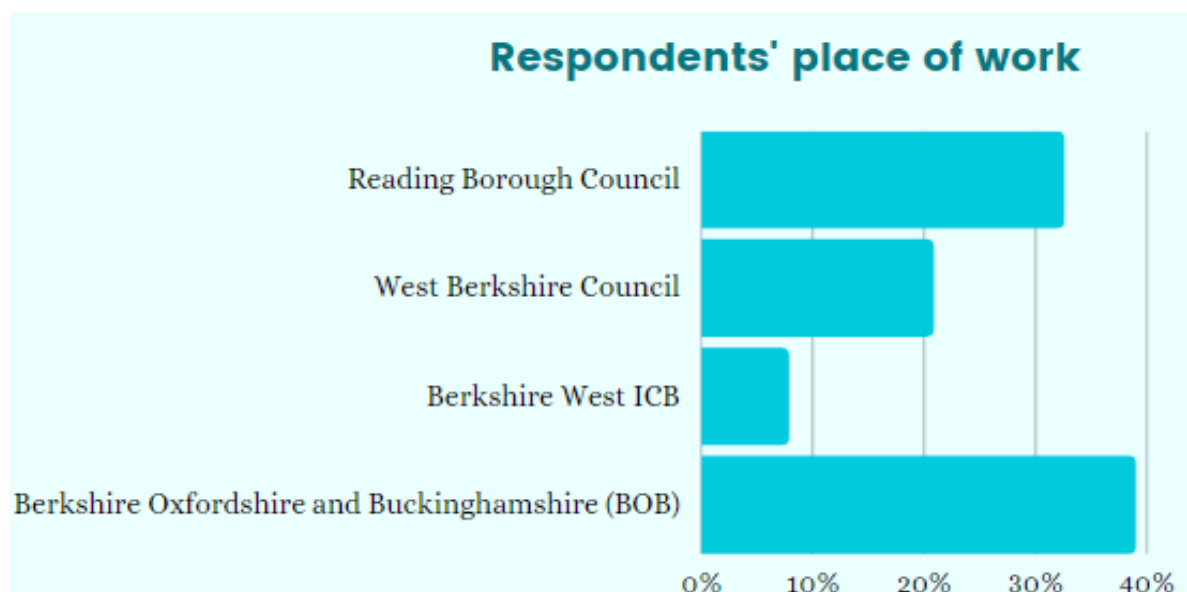 Respondents' place of work
Reading Borough Council
West Berkshire Council
Berkshire West ICB
Berkshire Oxfordshire and Buckinghamshire (BOB)
0% 10% 20% 30% 40%